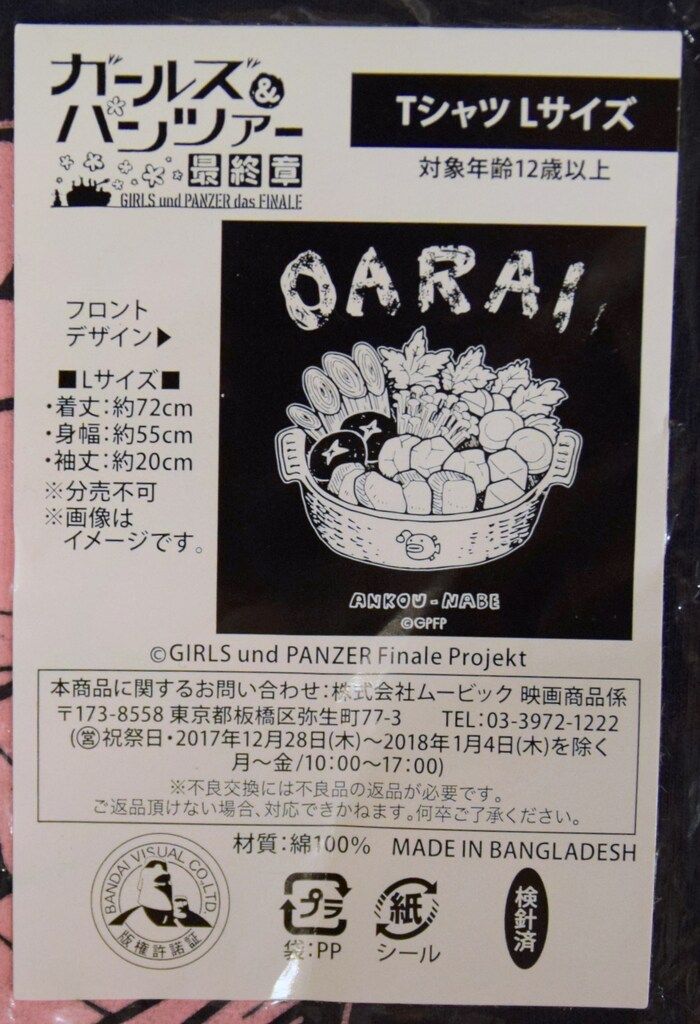 ガールズ&
パンツァー
最終章
GIRLS und PANZER das FINALE
Tシャツ Lサイズ
対象年齢12歳以上
OARAI
フロント
デザイン▶
■Lサイズ■
・着丈:約72cm
・身幅:約55cm
・袖丈:約20cm
※分売不可
※画像は
イメージです。
ANKOU-NABE
©GPFP
©GIRLS und PANZER Finale Projekt
本商品に関するお問い合わせ:株式会社ムービック 映画商品係
〒173-8558 東京都板橋区弥生町77-3 TEL:03-3972-1222
(㊡祝祭日・2017年12月28日(木)〜2018年1月4日(木)を除く
月〜金/10:00〜17:00)
※不良交換には不良品の返品が必要です。
ご返品頂けない場合、対応できかねます。何卒ご了承ください。
材質:綿100% MADE IN BANGLADESH
BANDAI VISUAL CO.,LTD.
版権許諾証
プラ
袋:PP
紙
シール
検針済